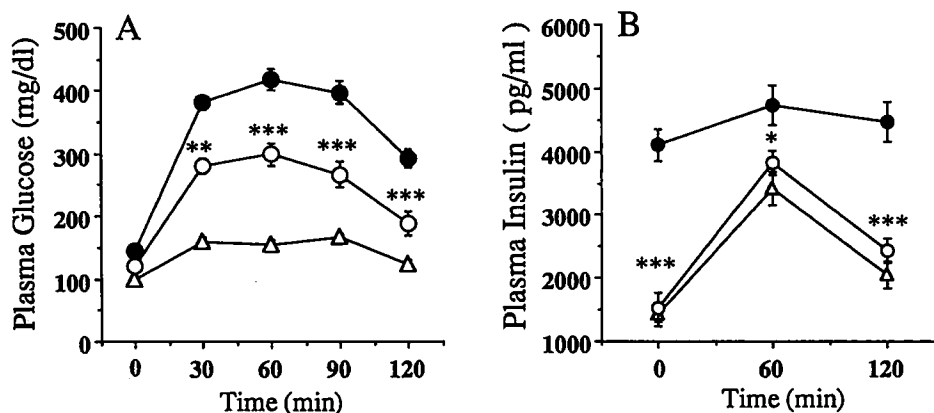 A
Plasma Glucose (mg/dl)
500
400
300
200
100
0
**
***
***
***
0 30 60 90 120
Time (min)
B
Plasma Insulin ( pg/ml)
6000
5000
4000
3000
2000
1000
***
*
***
0 60 120
Time (min)